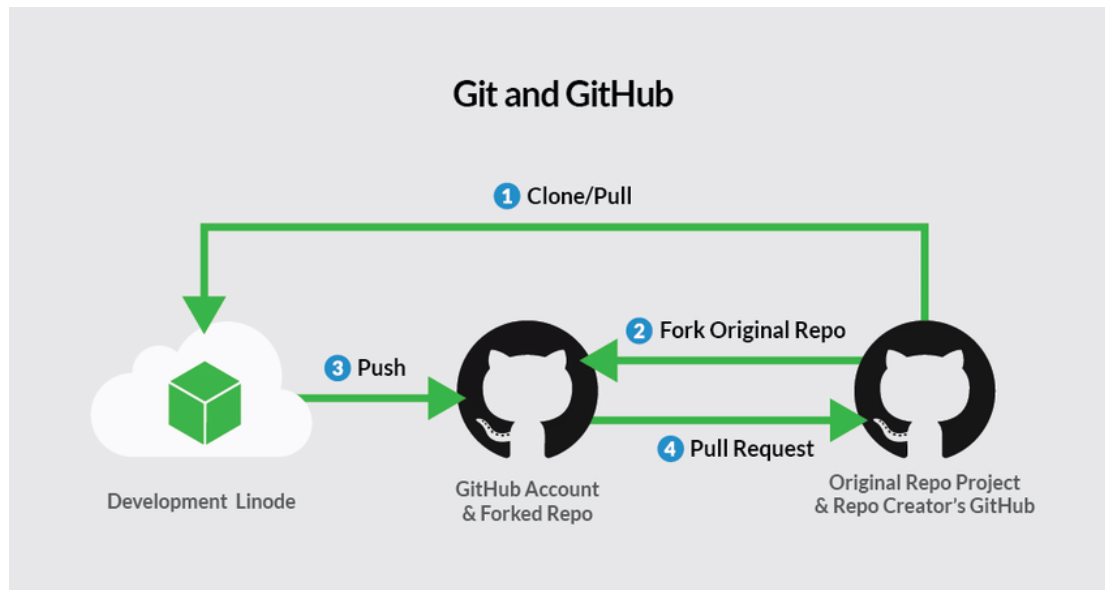 Git and GitHub
1 Clone/Pull
2 Fork Original Repo
3 Push
4 Pull Request
Development Linode
GitHub Account
& Forked Repo
Original Repo Project
& Repo Creator's GitHub